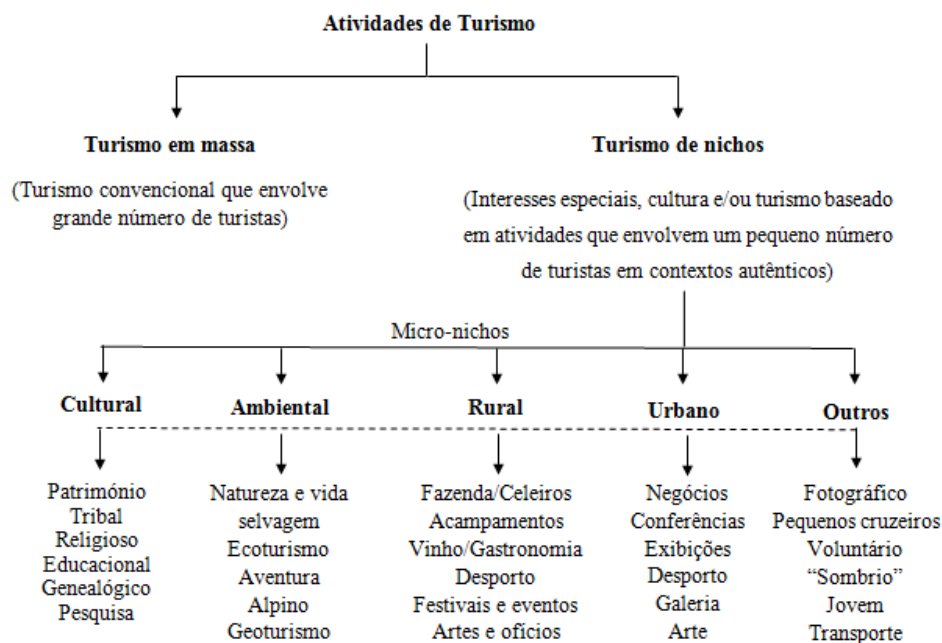 Atividades de Turismo
Turismo em massa
(Turismo convencional que envolve
grande número de turistas)
Turismo de nichos
(Interesses especiais, cultura e/ou turismo baseado
em atividades que envolvem um pequeno número
de turistas em contextos autênticos)
Micro-nichos
Cultural
Património
Tribal
Religioso
Educacional
Genealógico
Pesquisa
Ambiental
Natureza e vida
selvagem
Ecoturismo
Aventura
Alpino
Geoturismo
Rural
Fazenda/Celeiros
Acampamentos
Vinho/Gastronomia
Desporto
Festivais e eventos
Artes e ofícios
Urbano
Negócios
Conferências
Exibições
Desporto
Galeria
Arte
Outros
Fotográfico
Pequenos cruzeiros
Voluntário
“Sombrio”
Jovem
Transporte